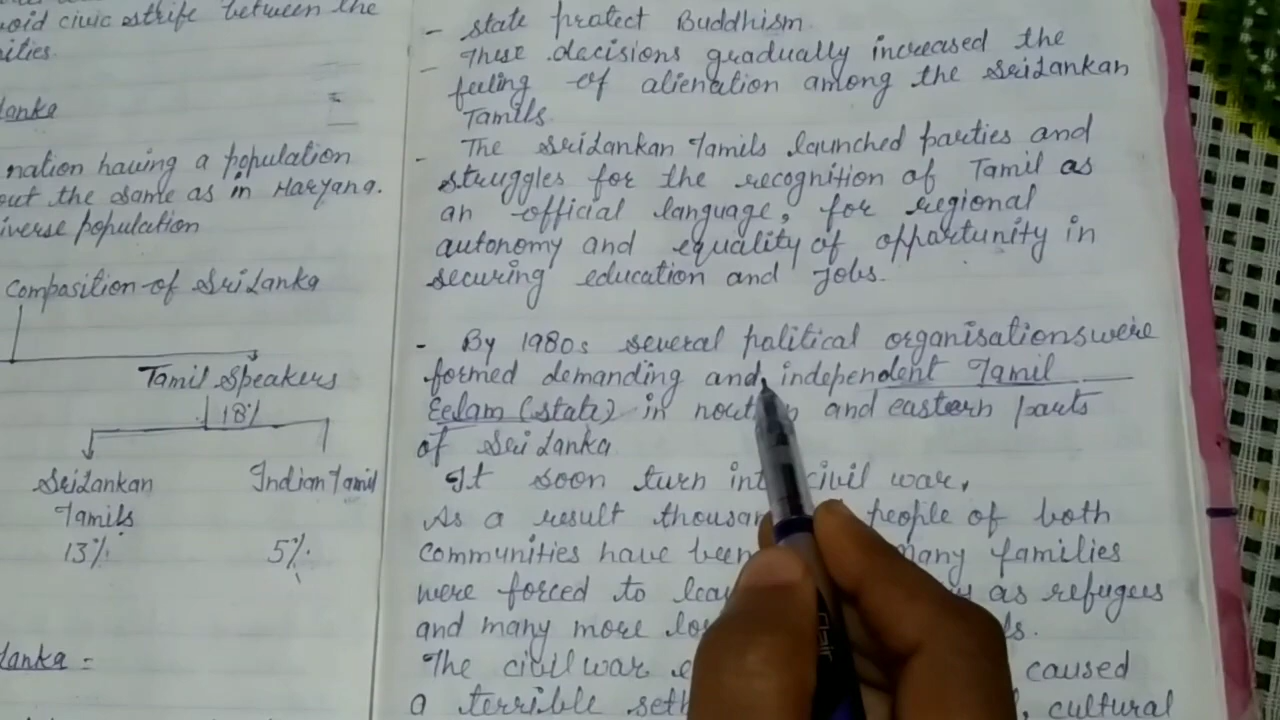 oid civic strife between the
ities.
lanka
nation having a population
out the same as in Haryana.
iverse population
composition of SriLanka
Tamil Speakers
18%
SriLankan Indian Tamil
Tamils
13% 5%
lanka =
- state protect Buddhism.
- These decisions gradually increased the
feeling of alienation among the SriLankan
Tamils.
- The SriLankan Tamils launched parties and
struggles for the recognition of Tamil as
an official language, for regional
autonomy and equality of opportunity in
securing education and jobs.
- By 1980s several political organisations were
formed demanding and independent Tamil
Eelam (state) in and eastern parts
of Sri Lanka
It soon turn civil war,
As a result people of both
communities have been many families
were forced to as refugees
and many more
The civil war caused
a terrible cultural